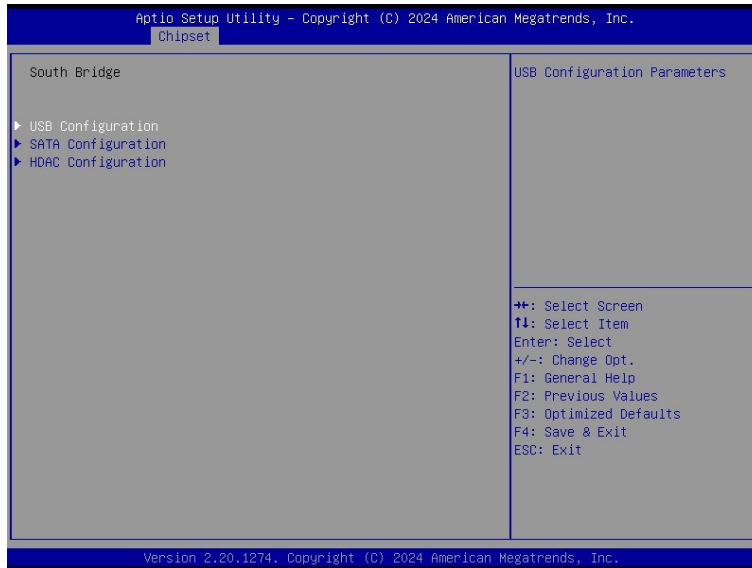 Aptio Setup Utility – Copyright (C) 2024 American Megatrends, Inc.
Chipset
South Bridge
USB Configuration
SATA Configuration
HDAC Configuration
USB Configuration Parameters
→←: Select Screen
↑↓: Select Item
Enter: Select
+/-: Change Opt.
F1: General Help
F2: Previous Values
F3: Optimized Defaults
F4: Save & Exit
ESC: Exit
Version 2.20.1274. Copyright (C) 2024 American Megatrends, Inc.